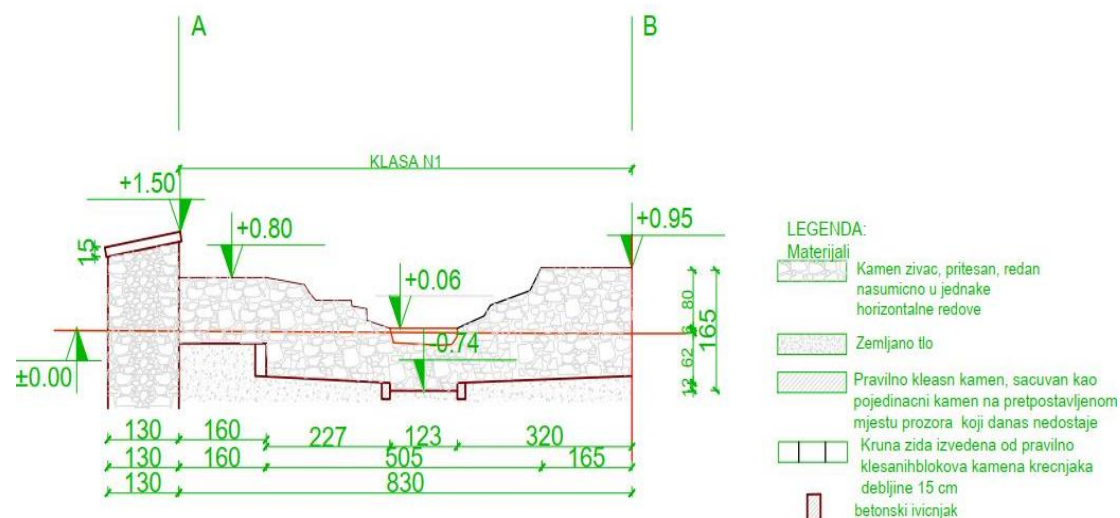 A
B
KLASA N1
+1.50
+0.80
+0.95
+0.06
-0.74
±0.00
15
80
6
62
12
165
130 160 227 123 320
130 160 505 165
130 830
LEGENDA:
Materijali
Kamen zivac, pritesan, redan
nasumicno u jednake
horizontalne redove
Zemljano tlo
Pravilno kleasn kamen, sacuvan kao
pojedinacni kamen na pretpostavljenom
mjestu prozora koji danas nedostaje
Kruna zida izvedena od pravilno
klesanihblokova kamena krecnjaka
debljine 15 cm
betonski ivicnjak